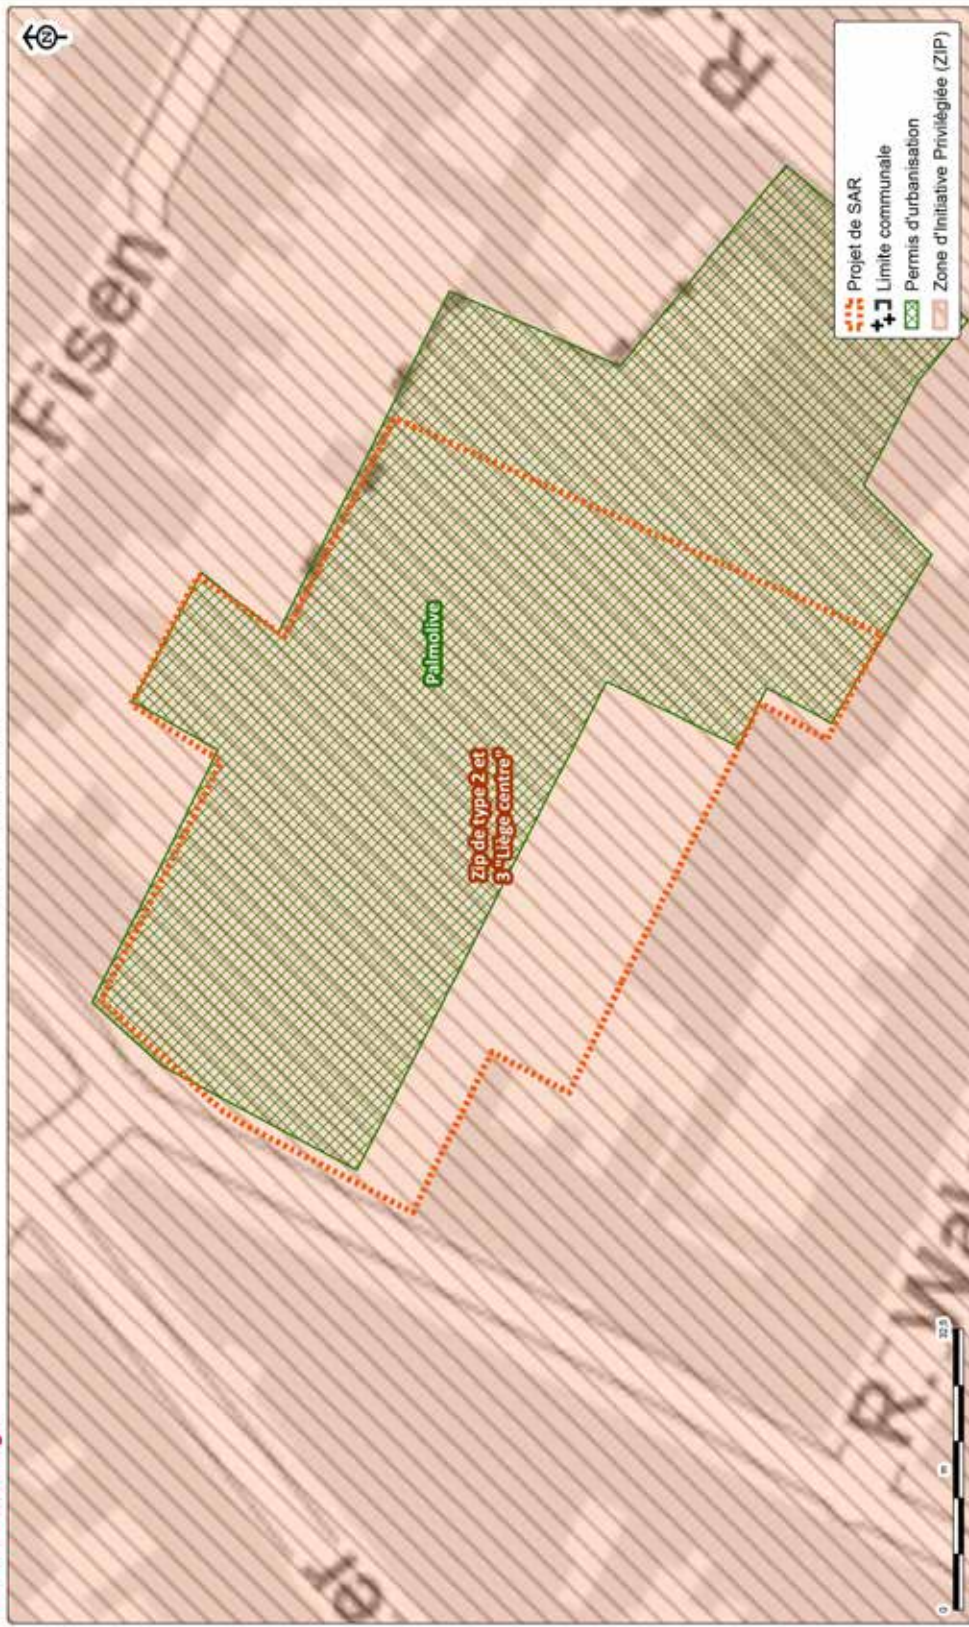 N
R. Fisen
R.
Palmolive
Zip de type 2 et
3 "Liège centre"
er
R. Wal
Projet de SAR
Limite communale
Permis d'urbanisation
Zone d'Initiative Privilégiée (ZIP)
0
m
32.5